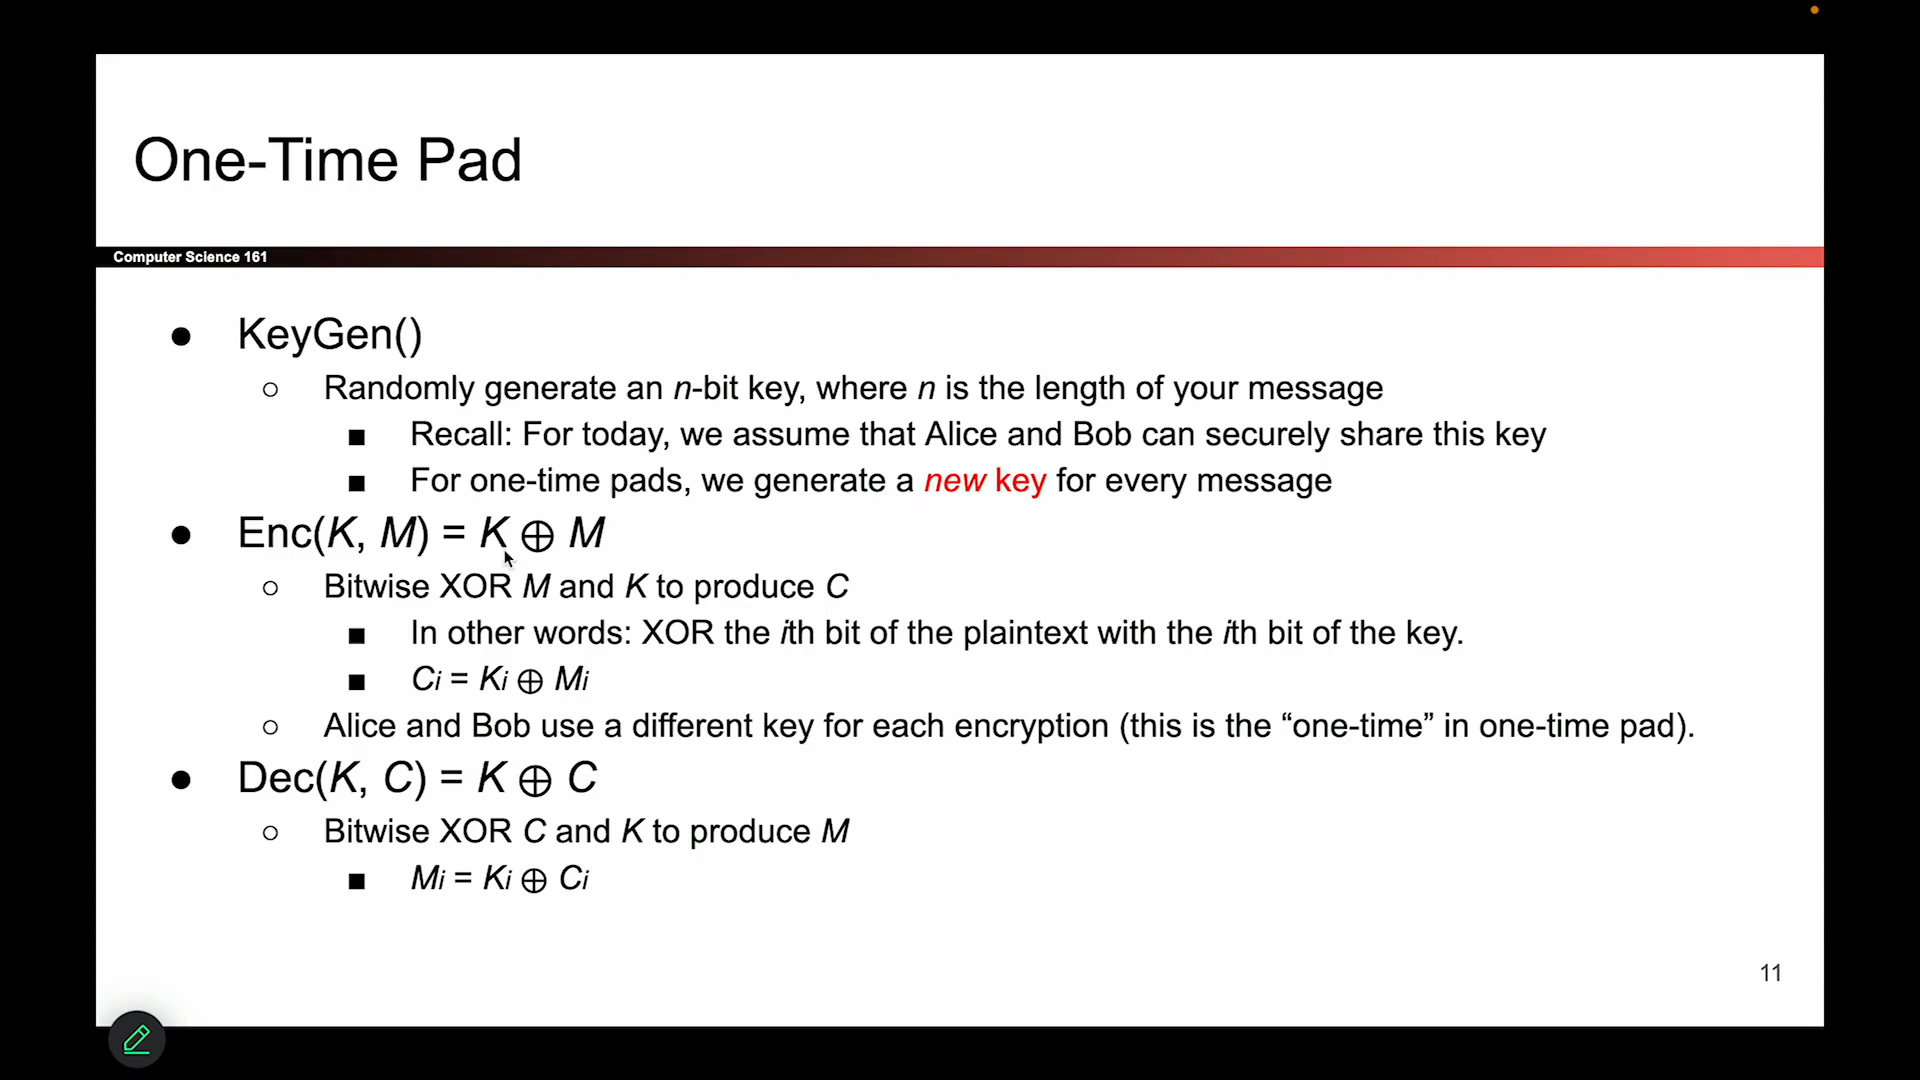 One-Time Pad
Computer Science 161
● KeyGen()
○ Randomly generate an n-bit key, where n is the length of your message
■ Recall: For today, we assume that Alice and Bob can securely share this key
■ For one-time pads, we generate a new key for every message
● Enc(K, M) = K ⊕ M
○ Bitwise XOR M and K to produce C
■ In other words: XOR the ith bit of the plaintext with the ith bit of the key.
■ Ci = Ki ⊕ Mi
○ Alice and Bob use a different key for each encryption (this is the “one-time” in one-time pad).
● Dec(K, C) = K ⊕ C
○ Bitwise XOR C and K to produce M
■ Mi = Ki ⊕ Ci
11